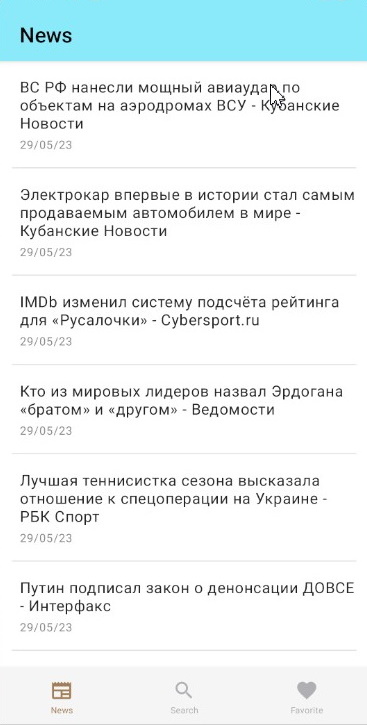 News
ВС РФ нанесли мощный авиаудар по
объектам на аэродромах ВСУ - Кубанские
Новости
29/05/23
Электрокар впервые в истории стал самым
продаваемым автомобилем в мире -
Кубанские Новости
29/05/23
IMDb изменил систему подсчёта рейтинга
для «Русалочки» - Cybersport.ru
29/05/23
Кто из мировых лидеров назвал Эрдогана
«братом» и «другом» - Ведомости
29/05/23
Лучшая теннисистка сезона высказала
отношение к спецоперации на Украине -
РБК Спорт
29/05/23
Путин подписал закон о денонсации ДОВСЕ
- Интерфакс
29/05/23
News
Search
Favorite